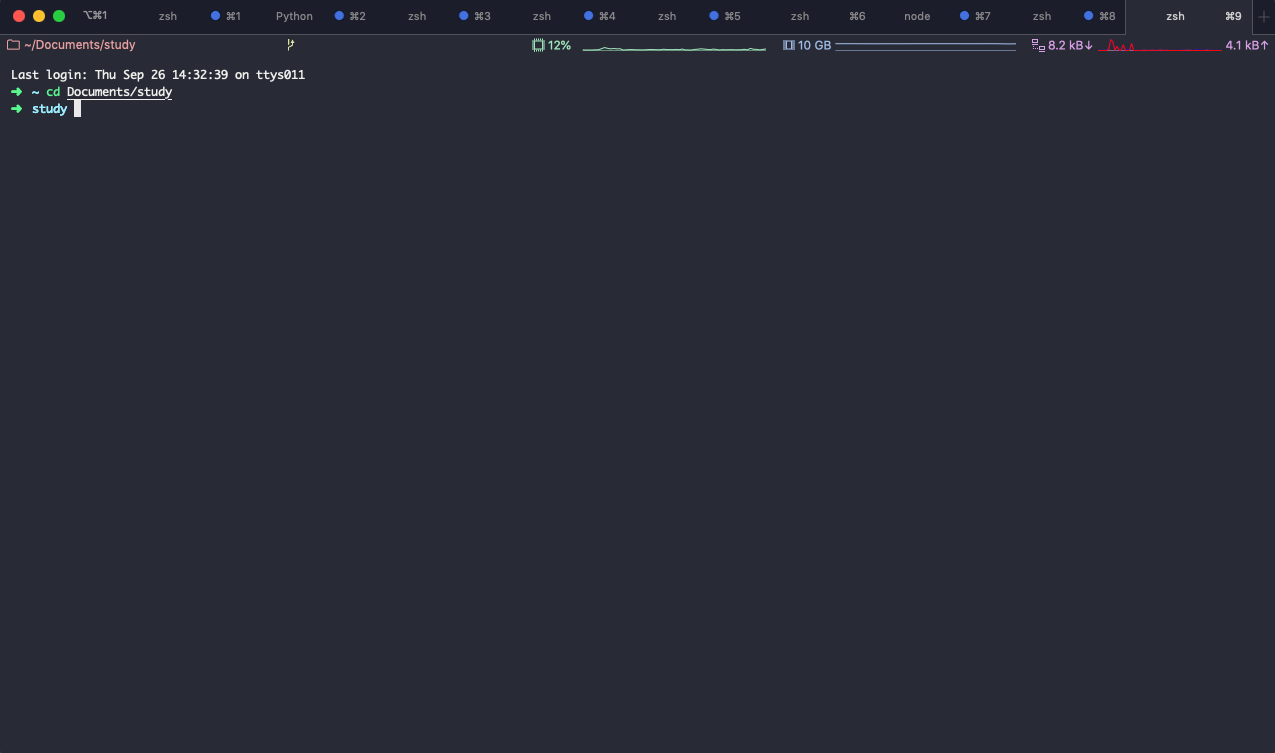 ⌥⌘1 zsh ⌘1 Python ⌘2 zsh ⌘3 zsh ⌘4 zsh ⌘5 zsh ⌘6 node ⌘7 zsh ⌘8 zsh ⌘9
~/Documents/study 12% 10 GB 8.2 kB↓ 4.1 kB↑
Last login: Thu Sep 26 14:32:39 on ttys011
➜ ~ cd Documents/study
➜ study